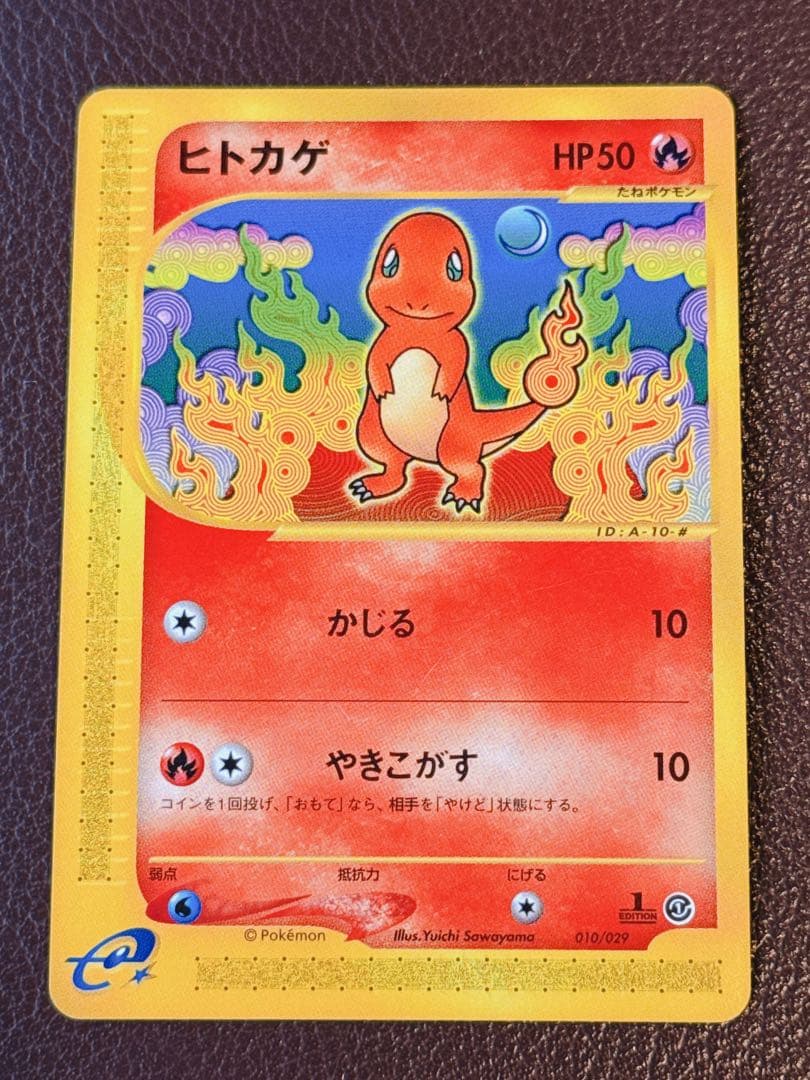 ヒトカゲ HP50
たねポケモン
ID:A-10-#
かじる 10
やきこがす 10
コインを1回投げ、「おもて」なら、相手を「やけど」状態にする。
弱点 抵抗力 にげる
1 EDITION
© Pokémon Illus.Yuichi Sawayama 010/029
e